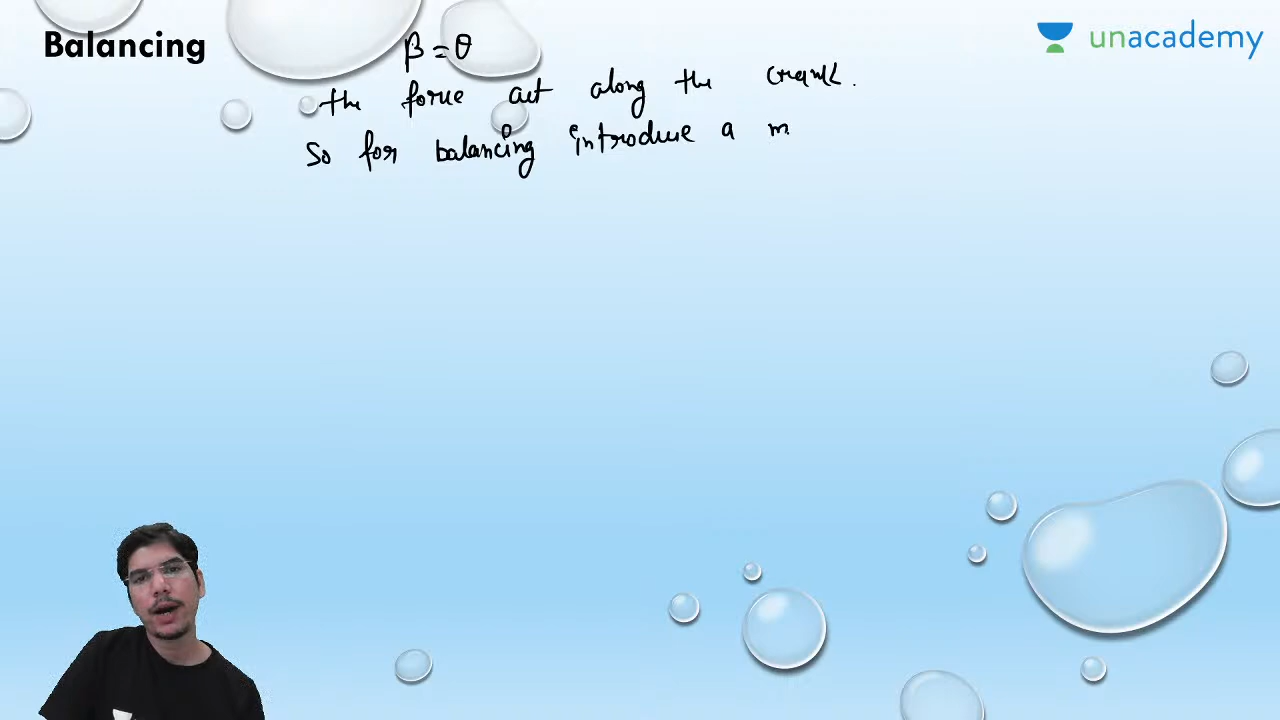 Balancing
unacademy
β = θ
the force act along the crank.
So for balancing introduce a m